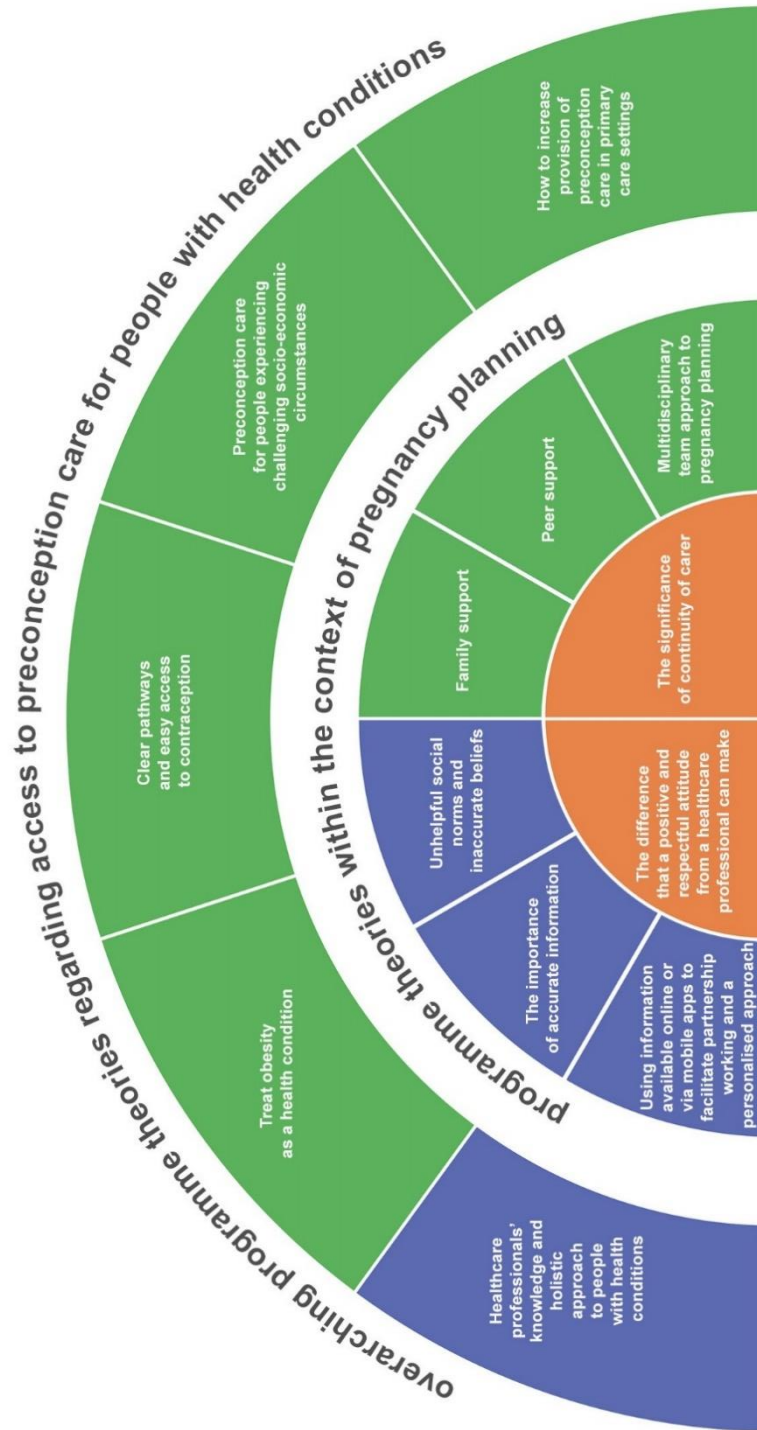 overarching programme theories regarding access to preconception care for people with health conditions
Healthcare
professionals’
knowledge and
holistic
approach
to people
with health
conditions
Treat obesity
as a health condition
Clear pathways
and easy access
to contraception
Preconception care
for people experiencing
challenging socio-economic
circumstances
How to increase
provision of
preconception
care in primary
care settings
programme theories within the context of pregnancy planning
Using information
available online or
via mobile apps to
facilitate partnership
working and a
personalised approach
The importance
of accurate information
Unhelpful social
norms and
inaccurate beliefs
Family support
Peer support
Multidisciplinary
team approach to
pregnancy planning
The difference
that a positive and
respectful attitude
from a healthcare
professional can make
The significance
of continuity of carer